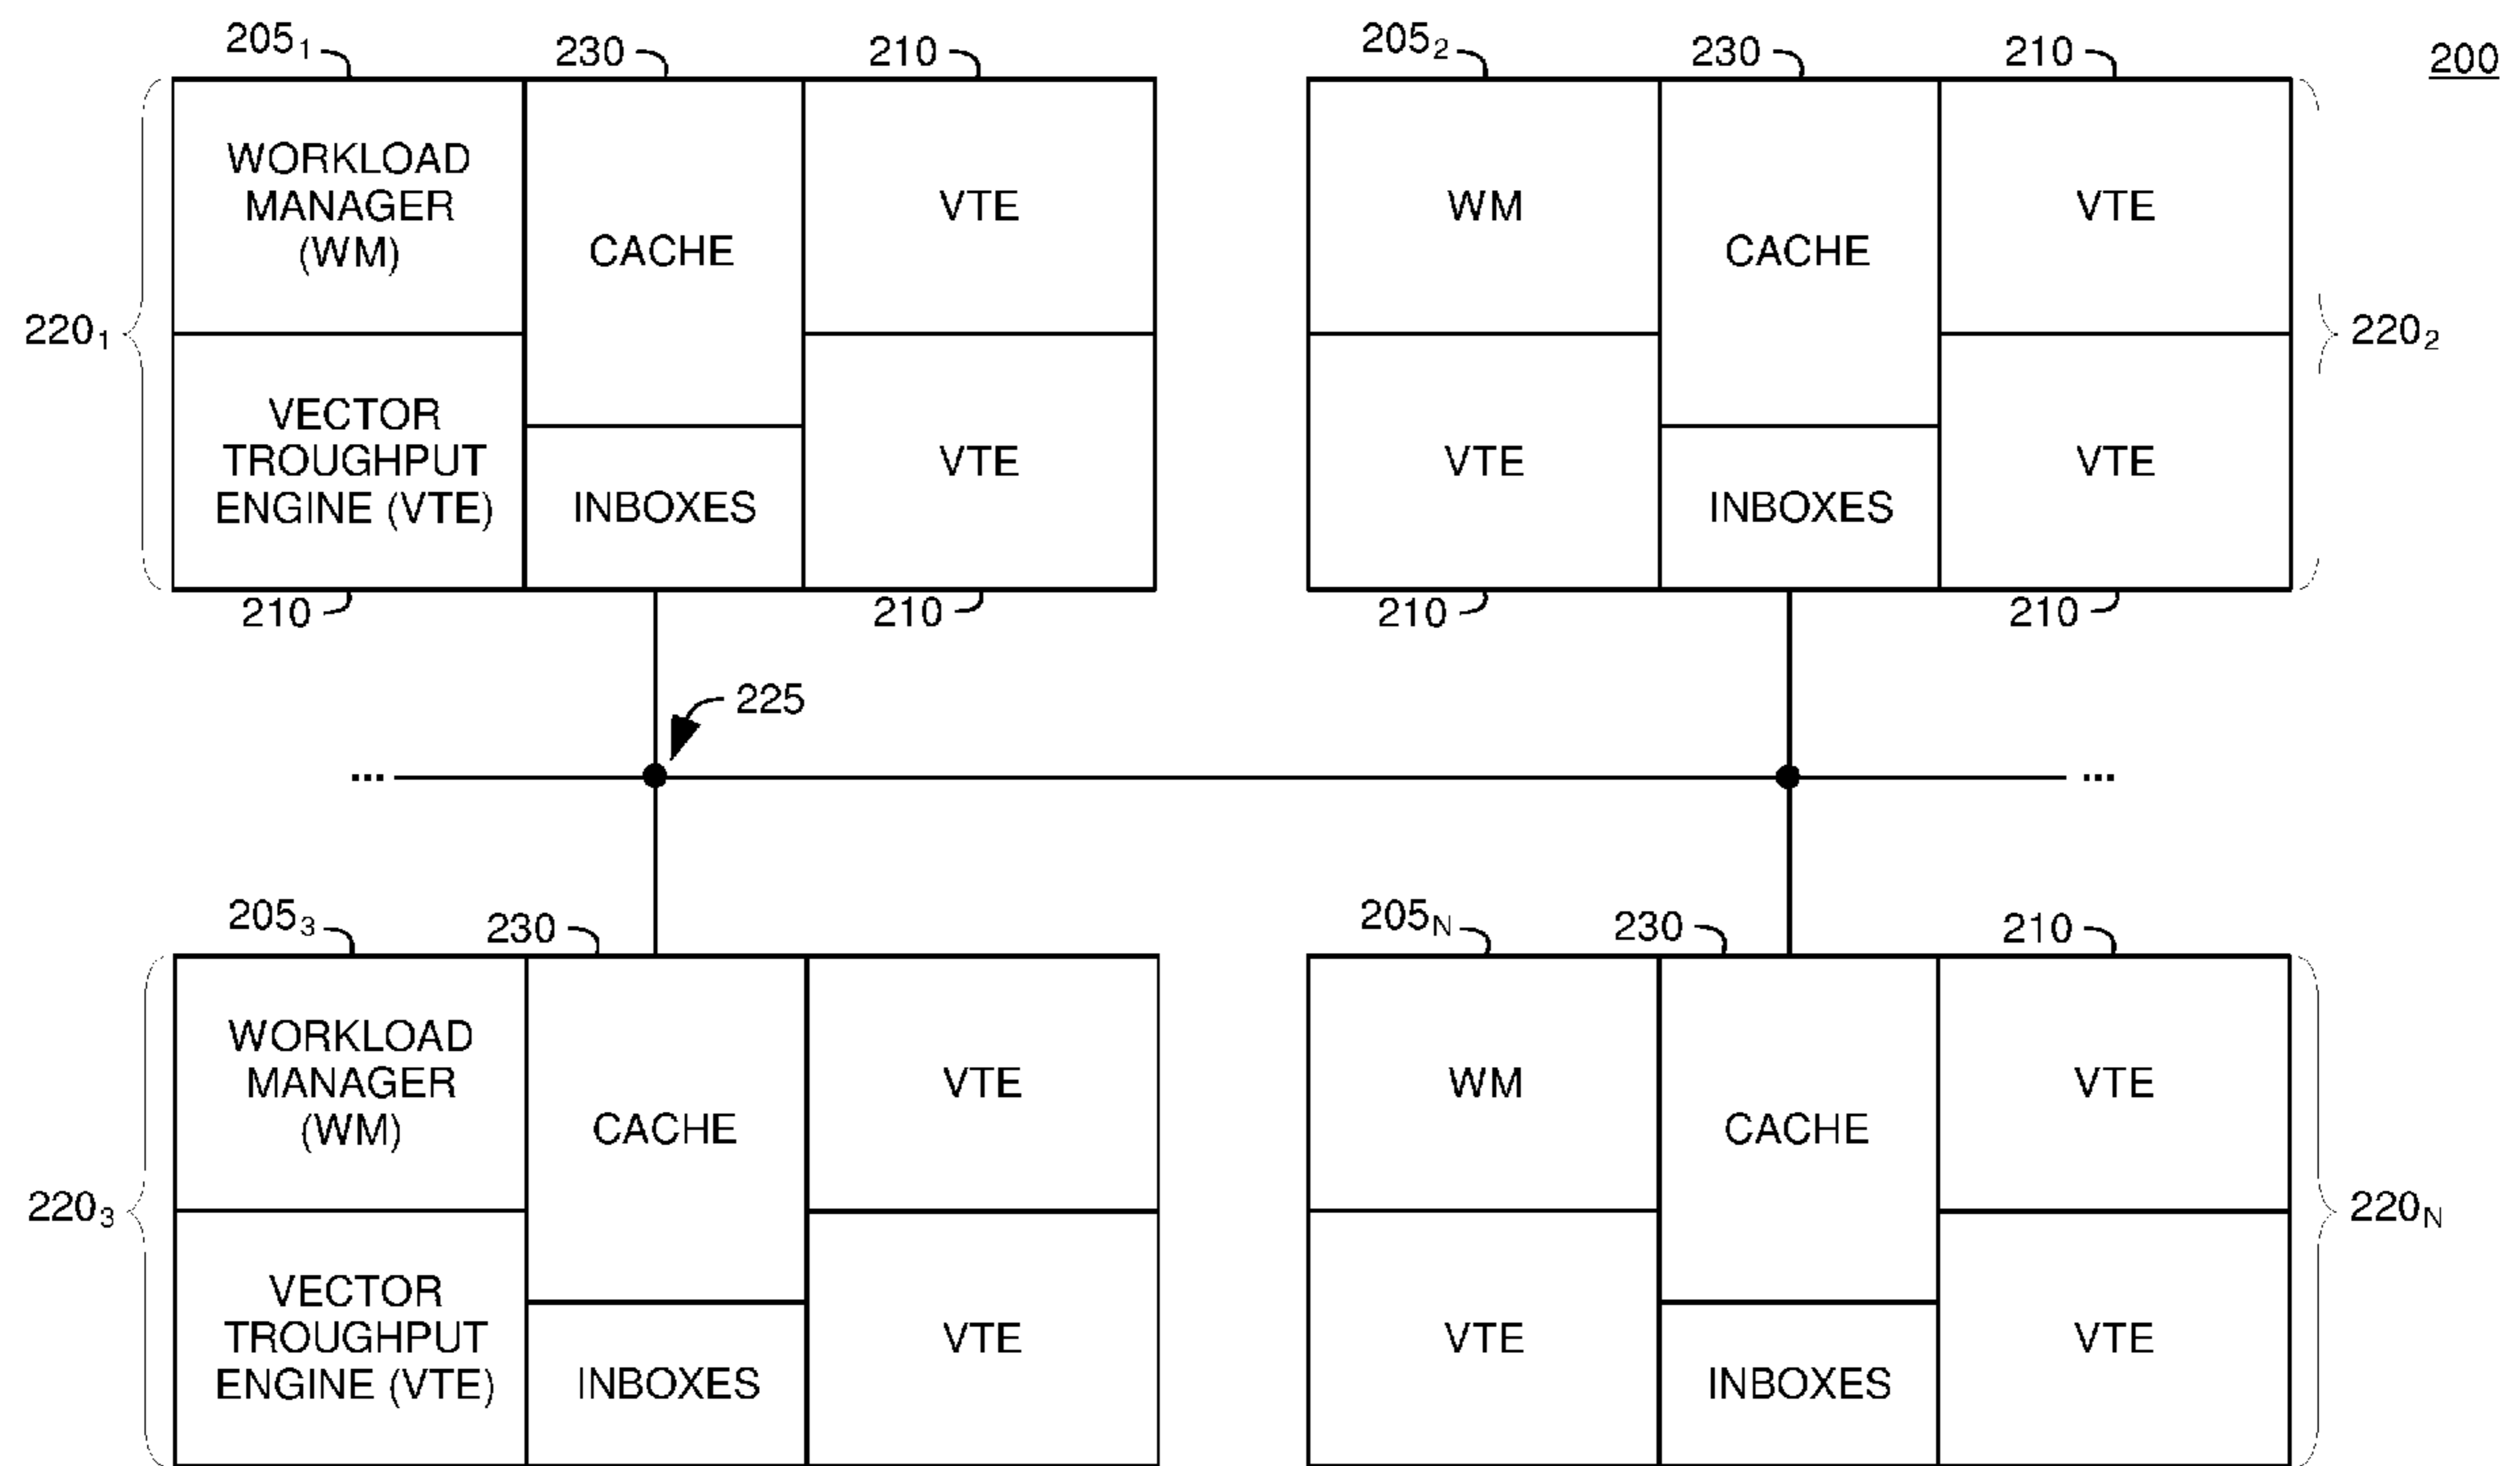 205₁ 230 210 205₂ 230 210 200
WORKLOAD
MANAGER
(WM)
CACHE
VTE
WM
CACHE
VTE
220₁
220₂
VECTOR
TROUGHPUT
ENGINE (VTE)
INBOXES
VTE
VTE
INBOXES
VTE
210 210 210 210
225
... ...
205₃ 230 205N 230 210
WORKLOAD
MANAGER
(WM)
CACHE
VTE
WM
CACHE
VTE
220₃
220N
VECTOR
TROUGHPUT
ENGINE (VTE)
INBOXES
VTE
VTE
INBOXES
VTE